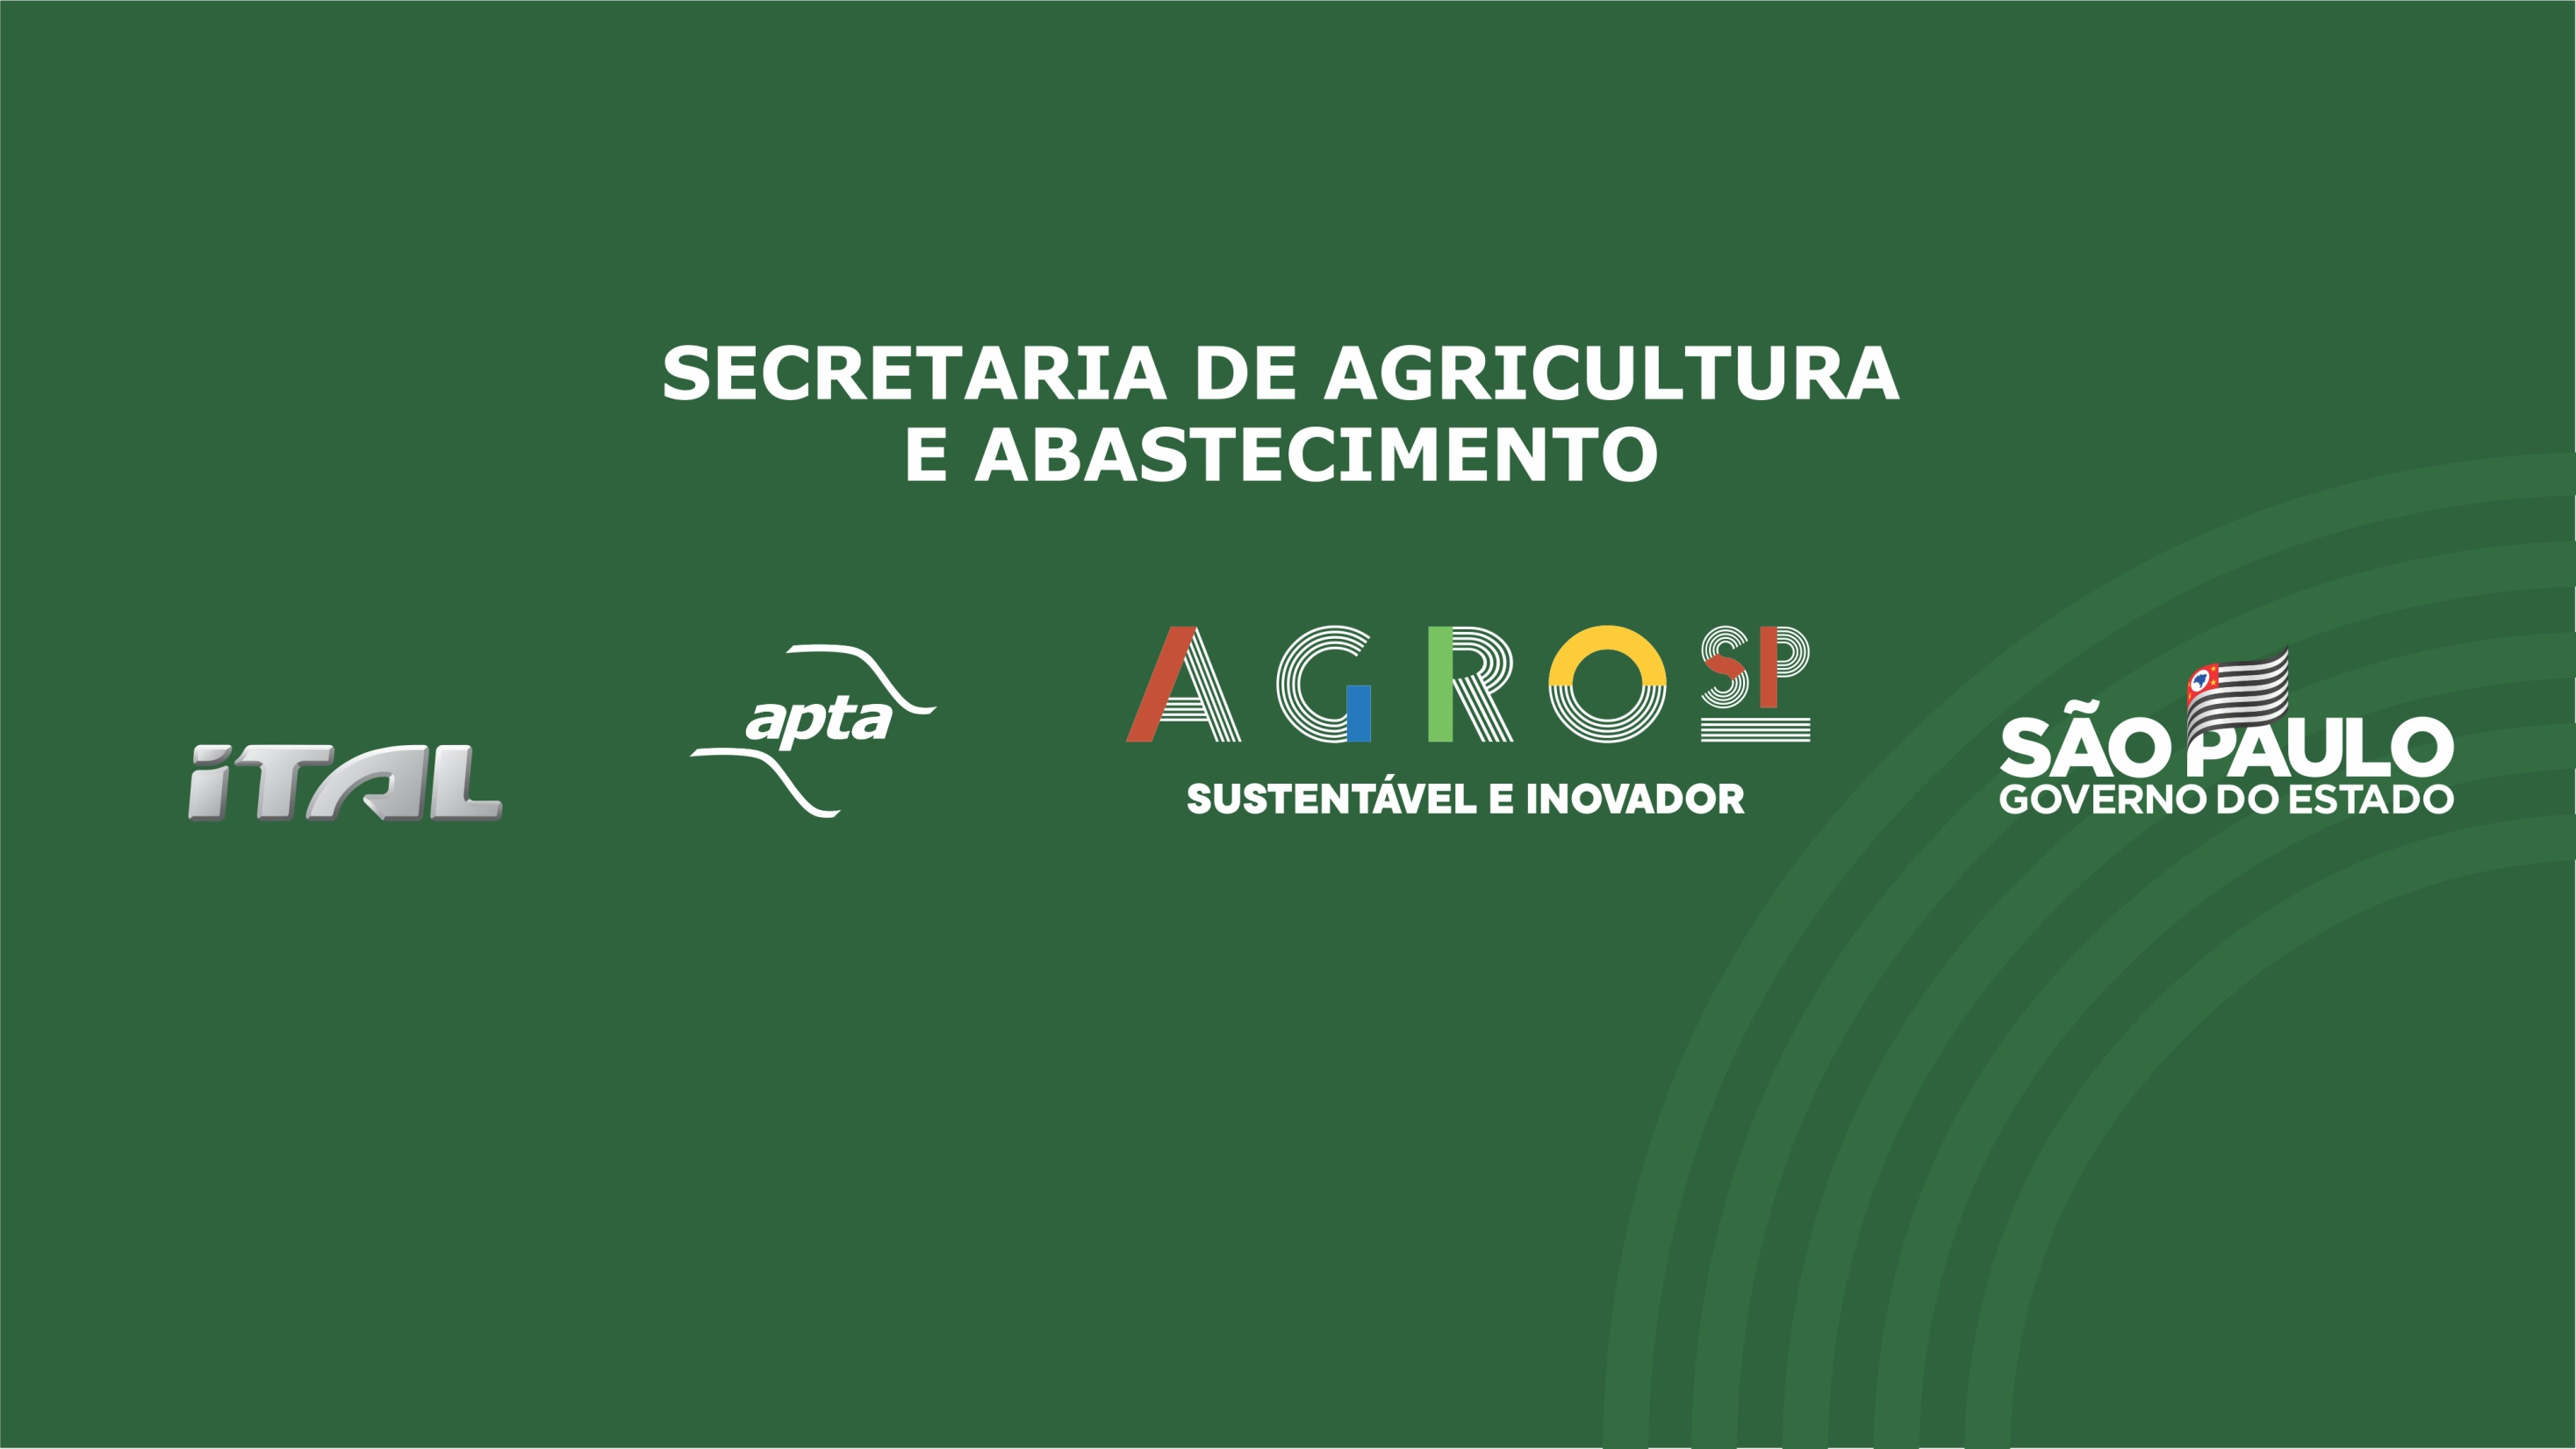 SECRETARIA DE AGRICULTURA
E ABASTECIMENTO
iTAL
apta
AGRO SP
SUSTENTÁVEL E INOVADOR
SÃO PAULO
GOVERNO DO ESTADO